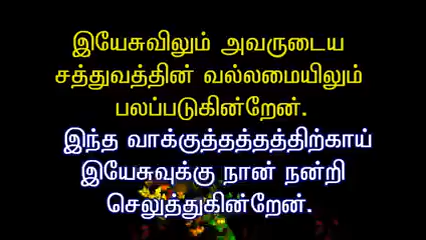 இயேசுவிலும் அவருடைய
சத்துவத்தின் வல்லமையிலும்
பலப்படுகின்றேன்.
இந்த வாக்குத்தத்தத்திற்காய்
இயேசுவுக்கு நான் நன்றி
செலுத்துகின்றேன்.